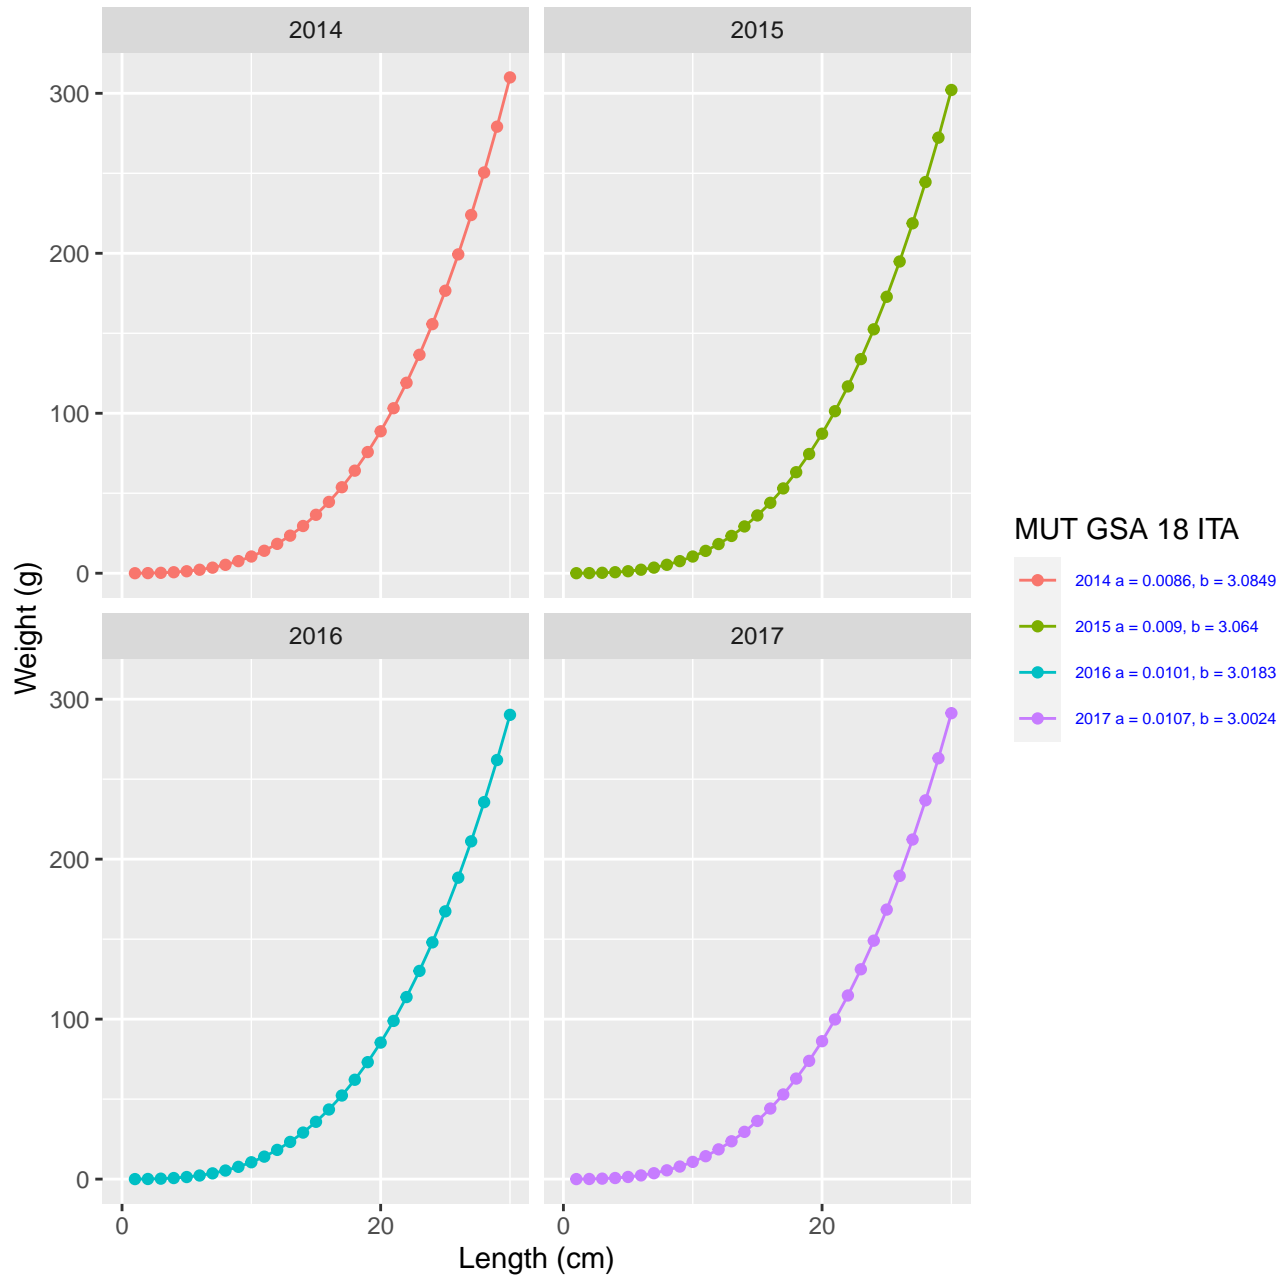 2014
2015
300
200
100
0
Weight (g)
2016
2017
300
200
100
0
0
20
0
20
Length (cm)
MUT GSA 18 ITA
2014 a = 0.0086, b = 3.0849
2015 a = 0.009, b = 3.064
2016 a = 0.0101, b = 3.0183
2017 a = 0.0107, b = 3.0024